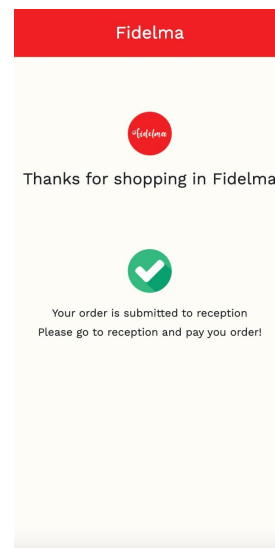 Fidelma
fidelma
Thanks for shopping in Fidelma
Your order is submitted to reception
Please go to reception and pay you order!